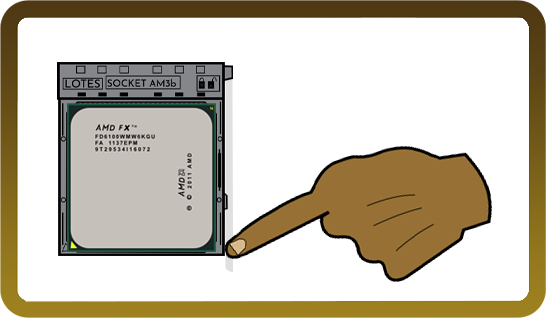 LOTES SOCKET AM3b
AMD FX™
FD6100WMW6KGU
FA 1137EPM
9T29534I16072
AMD
® © 2011 AMD